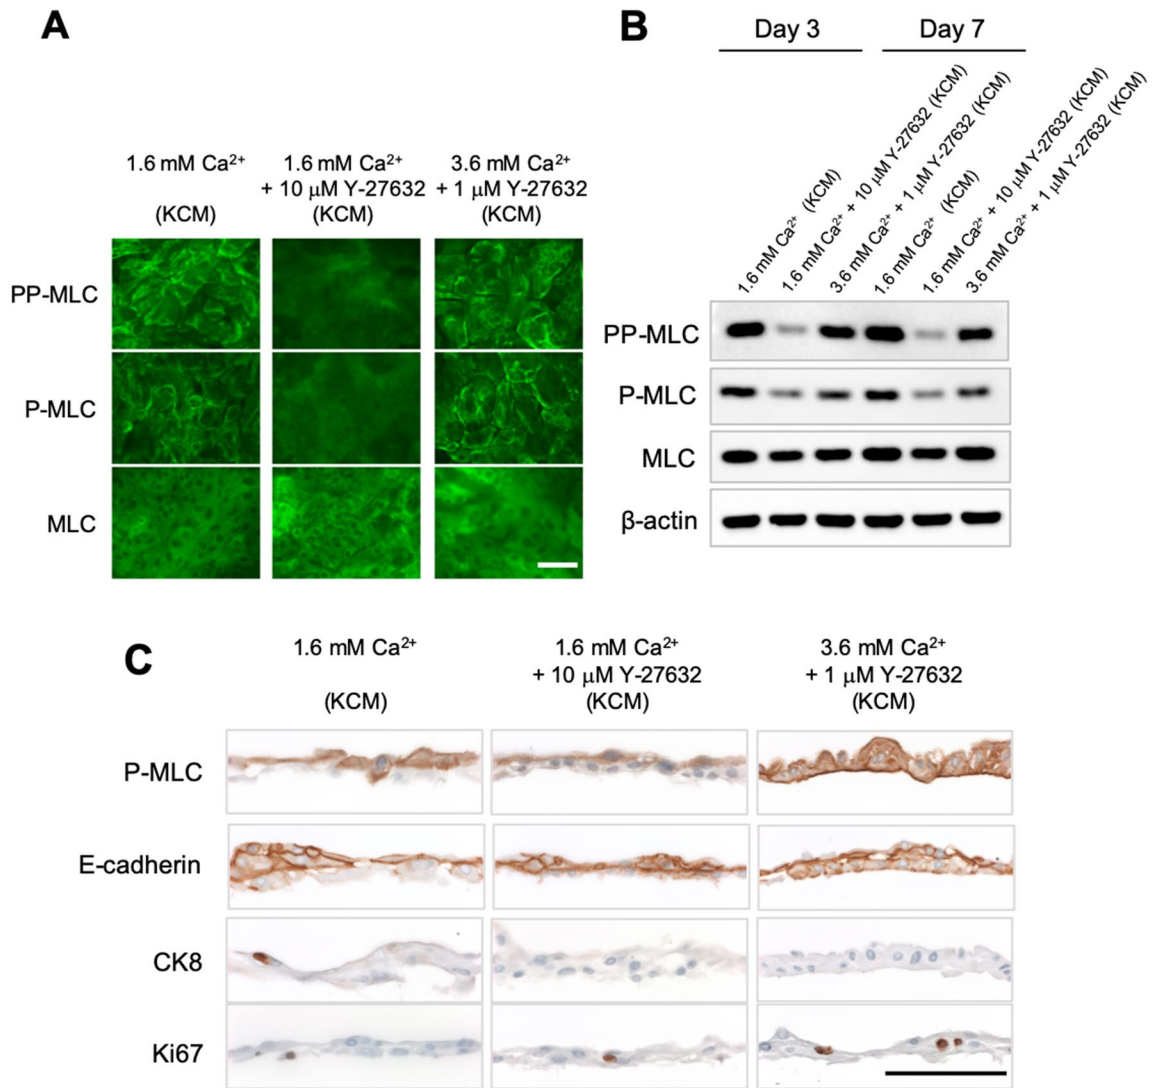 A
1.6 mM Ca²⁺
(KCM)
1.6 mM Ca²⁺
+ 10 μM Y-27632
(KCM)
3.6 mM Ca²⁺
+ 1 μM Y-27632
(KCM)
PP-MLC
P-MLC
MLC
B
Day 3
Day 7
1.6 mM Ca²⁺ (KCM)
1.6 mM Ca²⁺ + 10 μM Y-27632 (KCM)
3.6 mM Ca²⁺ + 1 μM Y-27632 (KCM)
1.6 mM Ca²⁺ (KCM)
1.6 mM Ca²⁺ + 10 μM Y-27632 (KCM)
3.6 mM Ca²⁺ + 1 μM Y-27632 (KCM)
PP-MLC
P-MLC
MLC
β-actin
C
1.6 mM Ca²⁺
(KCM)
1.6 mM Ca²⁺
+ 10 μM Y-27632
(KCM)
3.6 mM Ca²⁺
+ 1 μM Y-27632
(KCM)
P-MLC
E-cadherin
CK8
Ki67